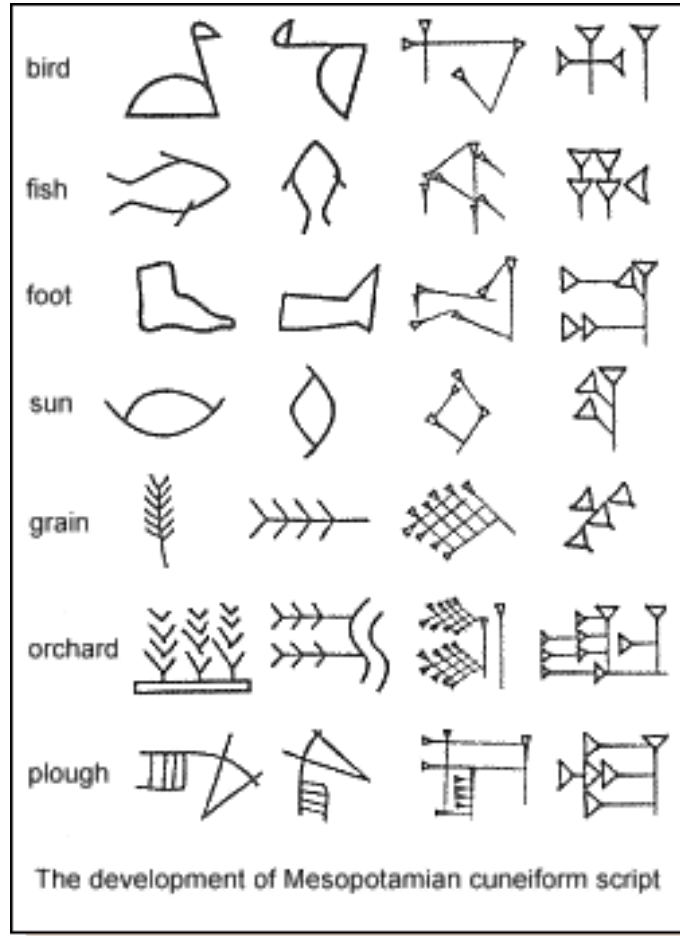 bird
fish
foot
sun
grain
orchard
plough
The development of Mesopotamian cuneiform script